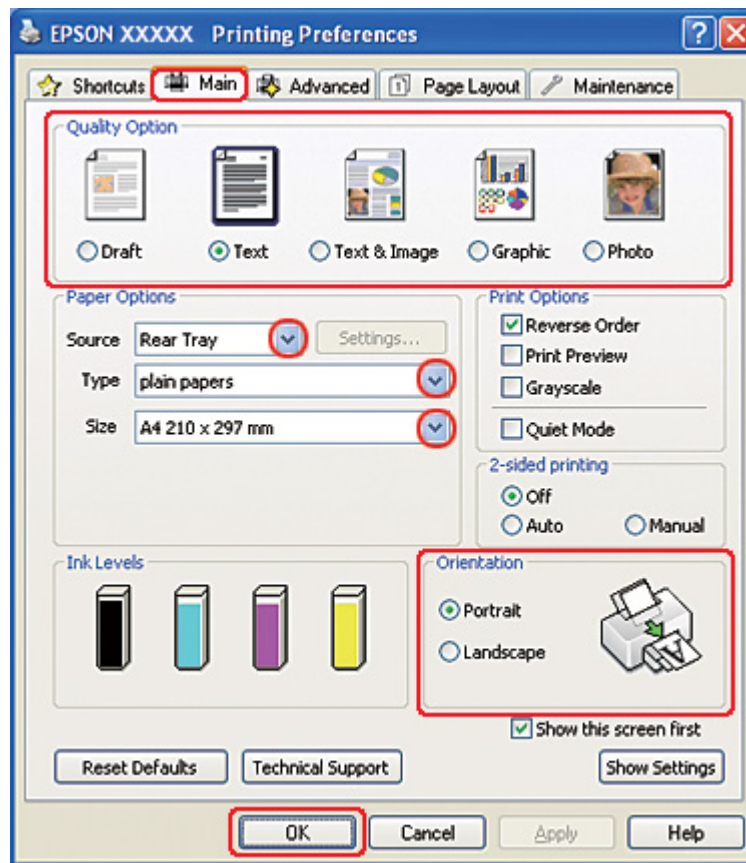 EPSON XXXXX Printing Preferences
Shortcuts Main Advanced Page Layout Maintenance
Quality Option
Draft Text Text & Image Graphic Photo
Paper Options
Source Rear Tray Settings...
Type plain papers
Size A4 210 x 297 mm
Print Options
Reverse Order
Print Preview
Grayscale
Quiet Mode
2-sided printing
Off
Auto Manual
Ink Levels
Orientation
Portrait
Landscape
Show this screen first
Reset Defaults Technical Support Show Settings
OK Cancel Apply Help